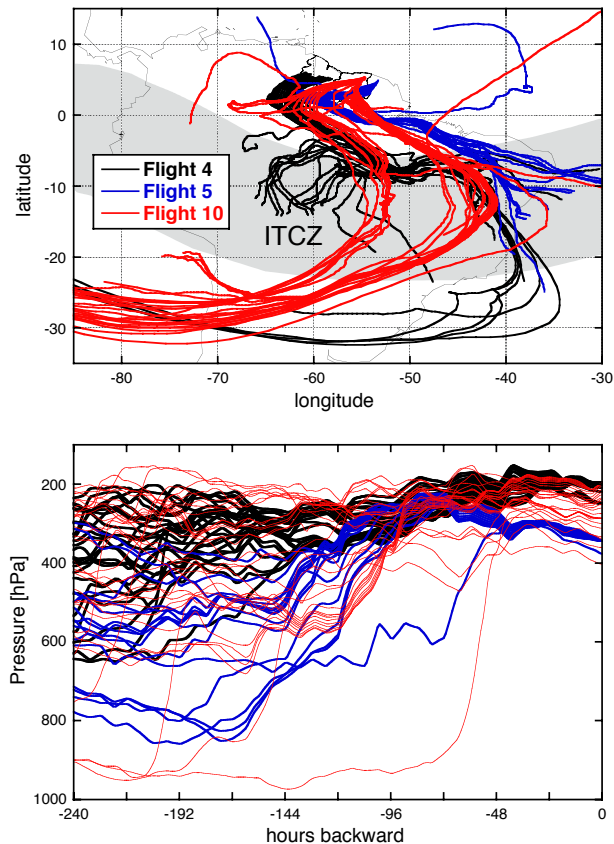 10
0
-10
-20
-30
latitude
Flight 4
Flight 5
Flight 10
ITCZ
-80 -70 -60 -50 -40 -30
longitude
200
400
600
800
1000
Pressure [hPa]
-240 -192 -144 -96 -48 0
hours backward